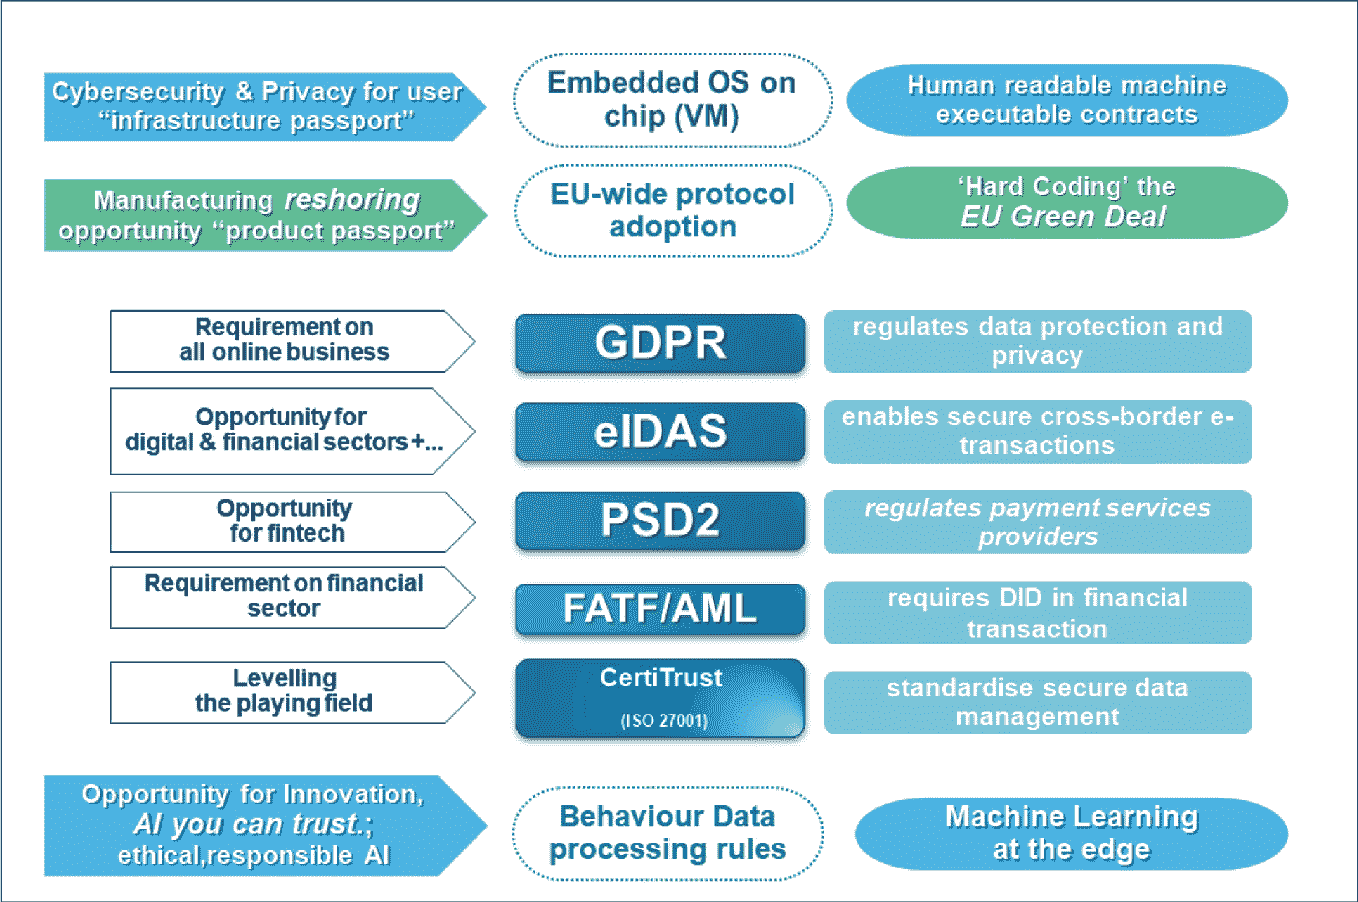 Cybersecurity & Privacy for user
“infrastructure passport”
Embedded OS on
chip (VM)
Human readable machine
executable contracts
Manufacturing reshoring
opportunity “product passport”
EU-wide protocol
adoption
‘Hard Coding’ the
EU Green Deal
Requirement on
all online business
GDPR
regulates data protection and
privacy
Opportunity for
digital & financial sectors+...
eIDAS
enables secure cross-border e-
transactions
Opportunity
for fintech
PSD2
regulates payment services
providers
Requirement on financial
sector
FATF/AML
requires DID in financial
transaction
Levelling
the playing field
CertiTrust
(ISO 27001)
standardise secure data
management
Opportunity for Innovation,
AI you can trust.;
ethical,responsible AI
Behaviour Data
processing rules
Machine Learning
at the edge